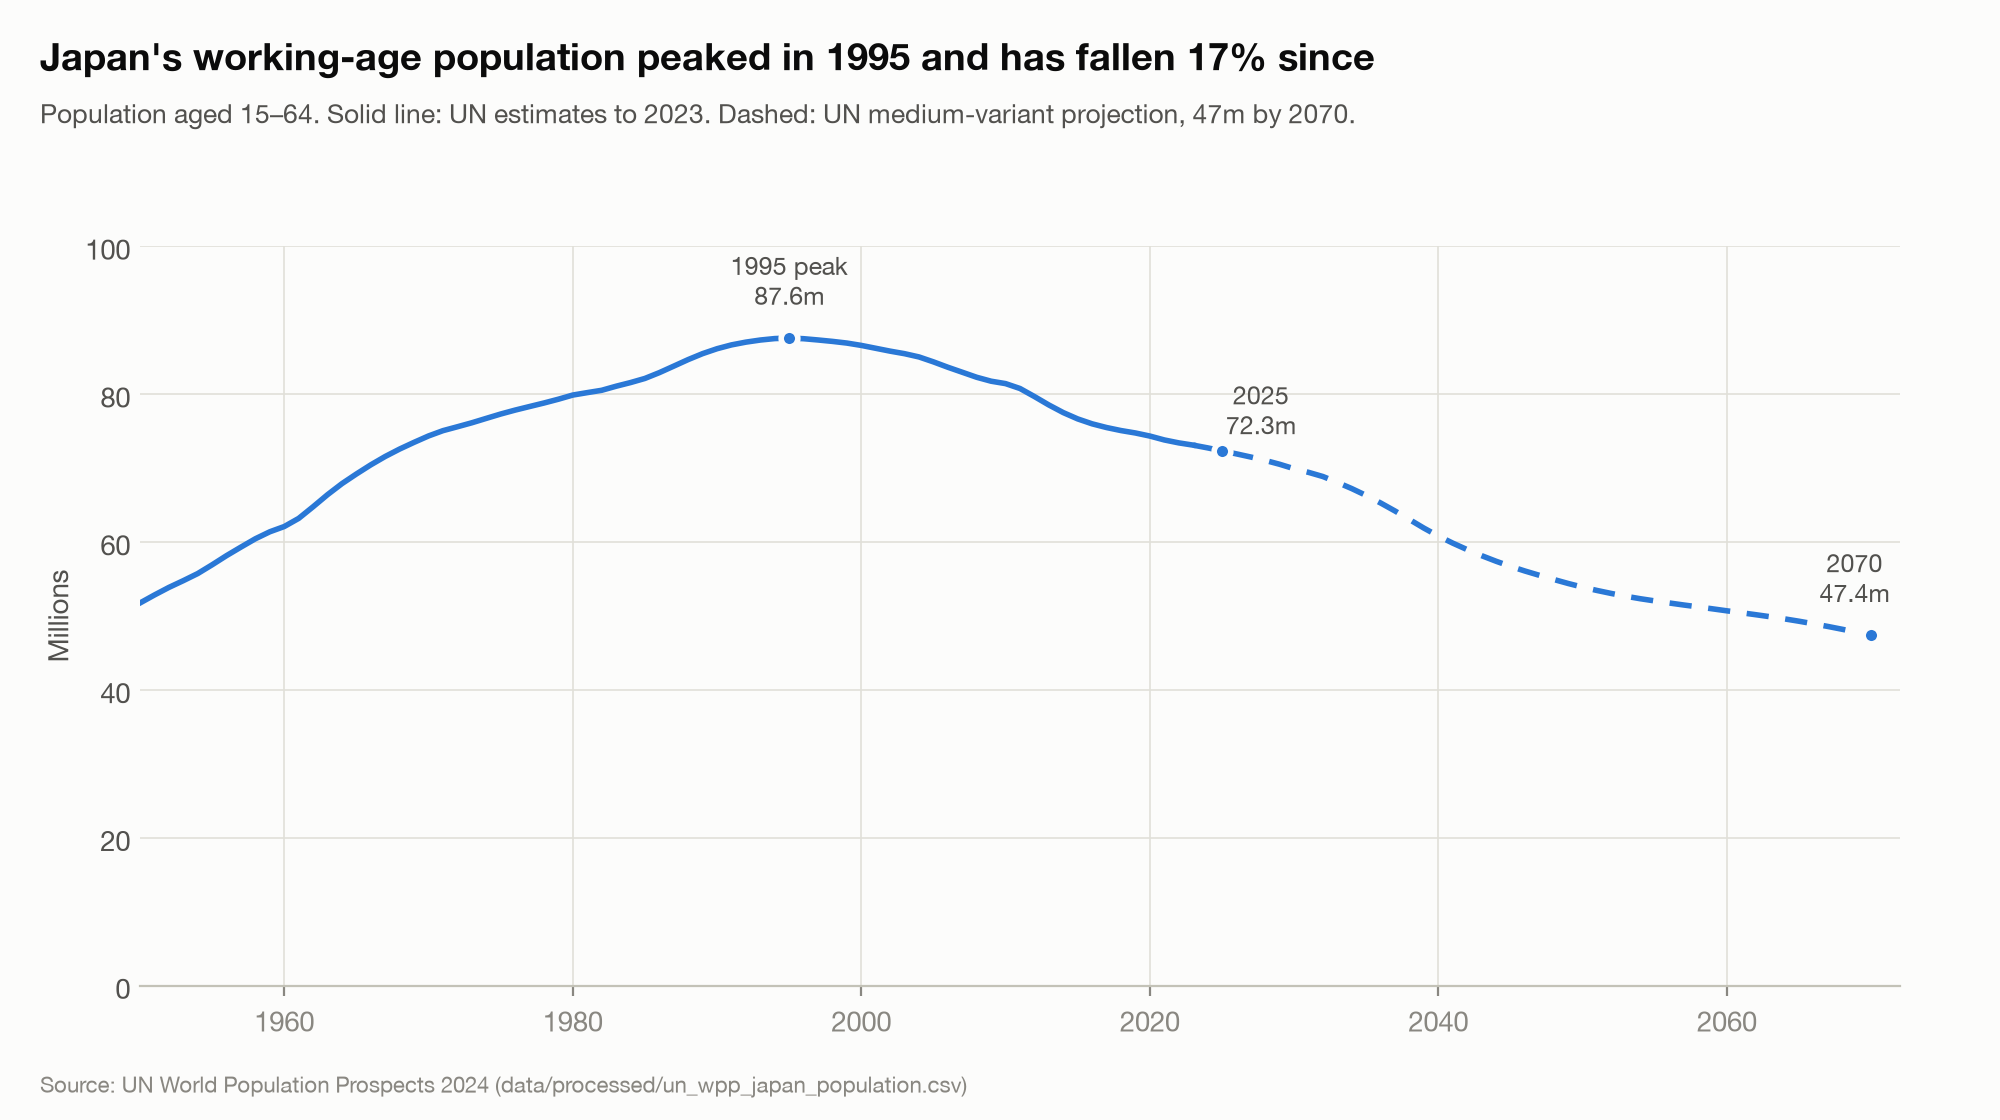 Japan's working-age population peaked in 1995 and has fallen 17% since
Population aged 15–64. Solid line: UN estimates to 2023. Dashed: UN medium-variant projection, 47m by 2070.
100
80
60
40
20
0
Millions
1995 peak
87.6m
2025
72.3m
2070
47.4m
1960
1980
2000
2020
2040
2060
Source: UN World Population Prospects 2024 (data/processed/un_wpp_japan_population.csv)